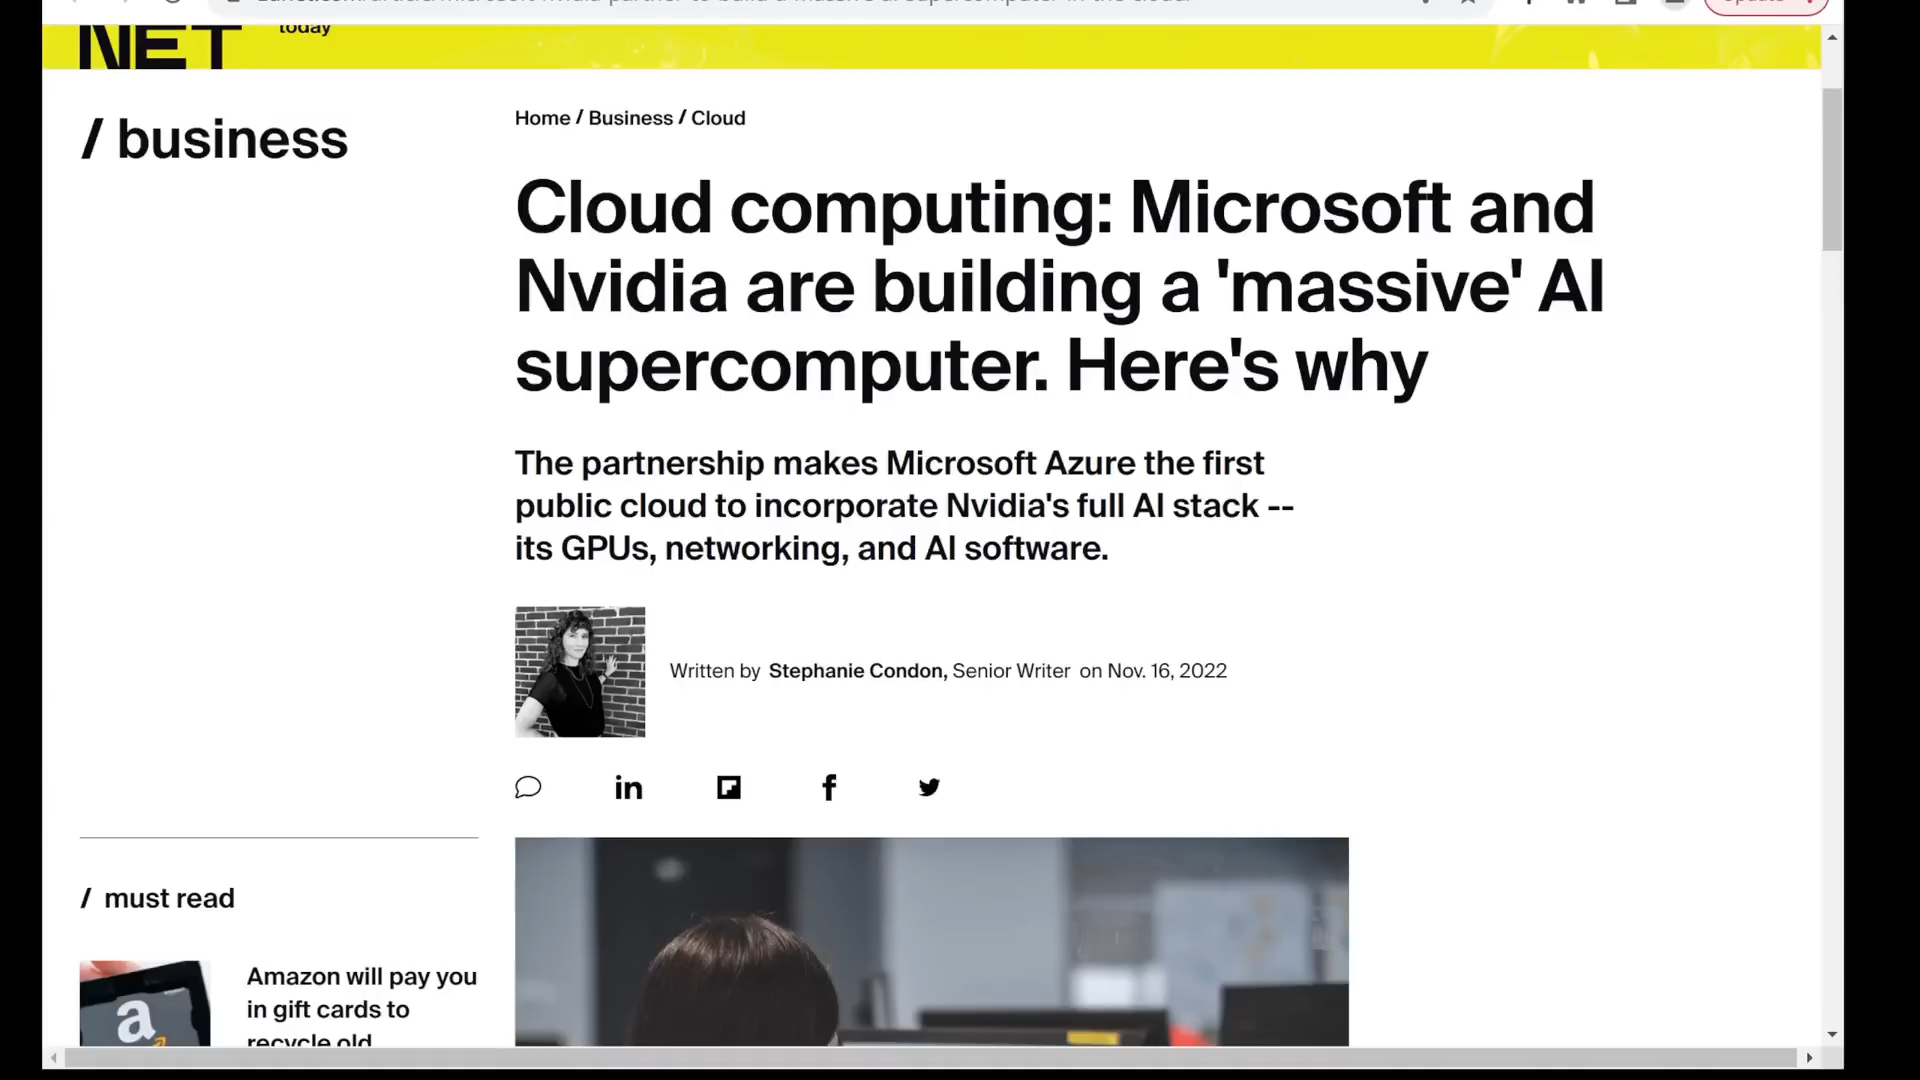 NET
today
/ business
Home / Business / Cloud
Cloud computing: Microsoft and
Nvidia are building a 'massive' AI
supercomputer. Here's why
The partnership makes Microsoft Azure the first
public cloud to incorporate Nvidia's full AI stack --
its GPUs, networking, and AI software.
Written by Stephanie Condon, Senior Writer on Nov. 16, 2022
in
f
/ must read
Amazon will pay you
in gift cards to
recycle old
a